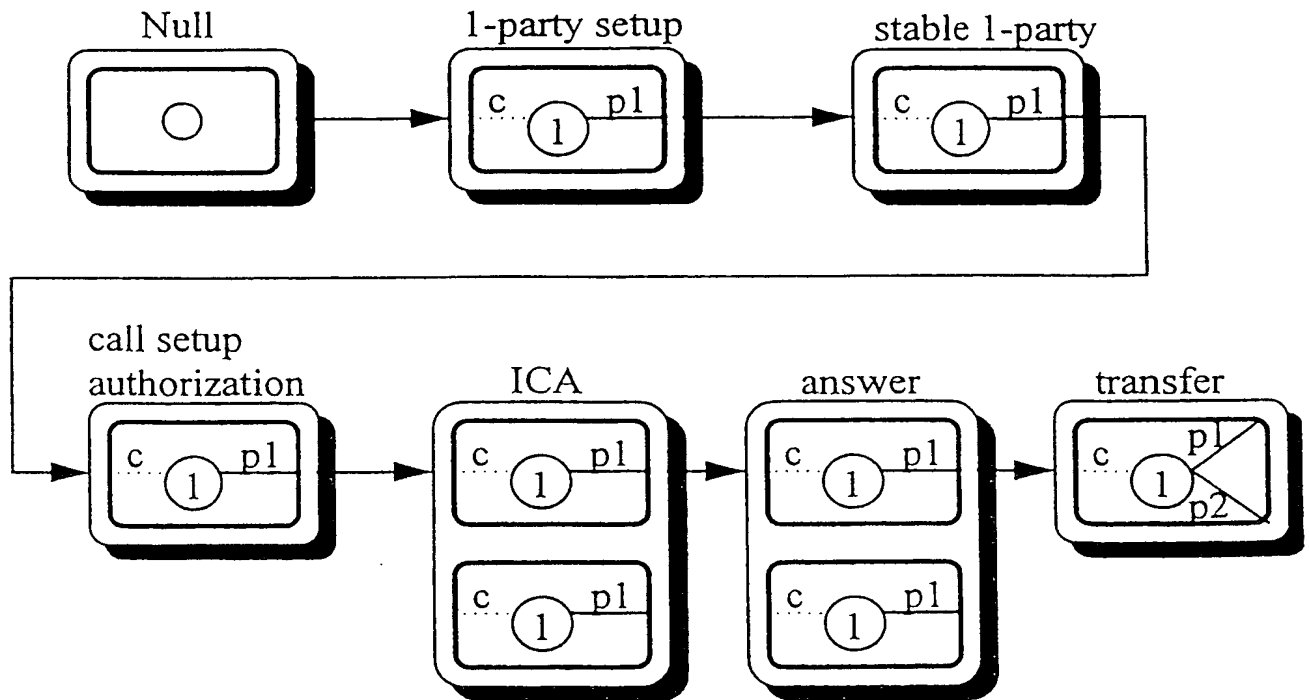 Null
1-party setup
stable 1-party
c 1 p1
c 1 p1
call setup
authorization
ICA
answer
transfer
c 1 p1
c 1 p1
c 1 p1
c 1 p1
p2
c 1 p1
c 1 p1